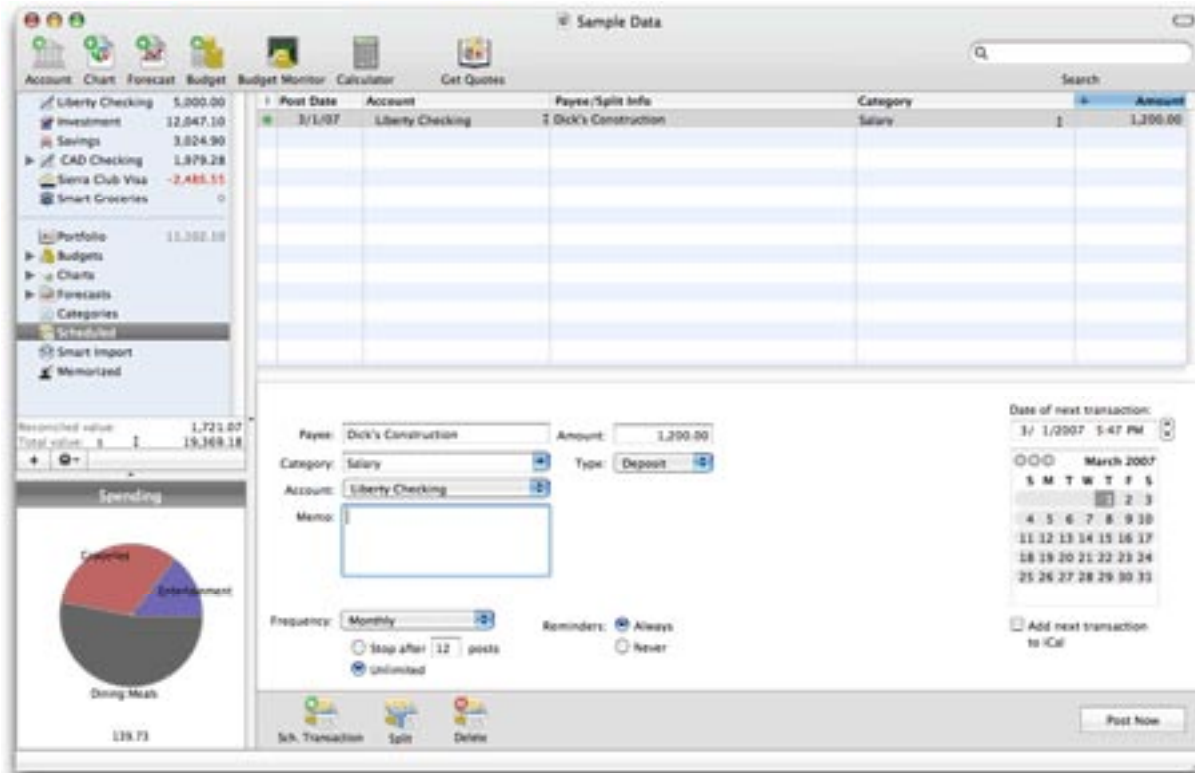 Sample Data
Account Chart Forecast Budget Budget Monitor Calculator Get Quotes Search
Liberty Checking 5,000.00
Investment 12,047.10
Savings 3,024.90
CAD Checking 1,979.28
Sierra Club Visa
Smart Groceries 0
Portfolio
Budgets
Charts
Forecasts
Categories
Scheduled
Smart Import
Memorized
Reconciled value: 1,721.07
Total value: 19,369.18
Spending
Groceries
Entertainment
Dining Meals
139.73
! Post Date Account Payee/Split Info Category Amount
3/1/07 Liberty Checking Dick's Construction Salary 1,200.00
Payee: Dick's Construction Amount: 1,200.00
Category: Salary Type: Deposit
Account: Liberty Checking
Memo:
Frequency: Monthly Reminders: Always
Stop after 12 posts Never
Unlimited
Date of next transaction:
3/ 1/2007 5:47 PM
March 2007
S M T W T F S
1 2 3
4 5 6 7 8 9 10
11 12 13 14 15 16 17
18 19 20 21 22 23 24
25 26 27 28 29 30 31
Add next transaction
to iCal
Sch. Transaction Split Delete Post Now